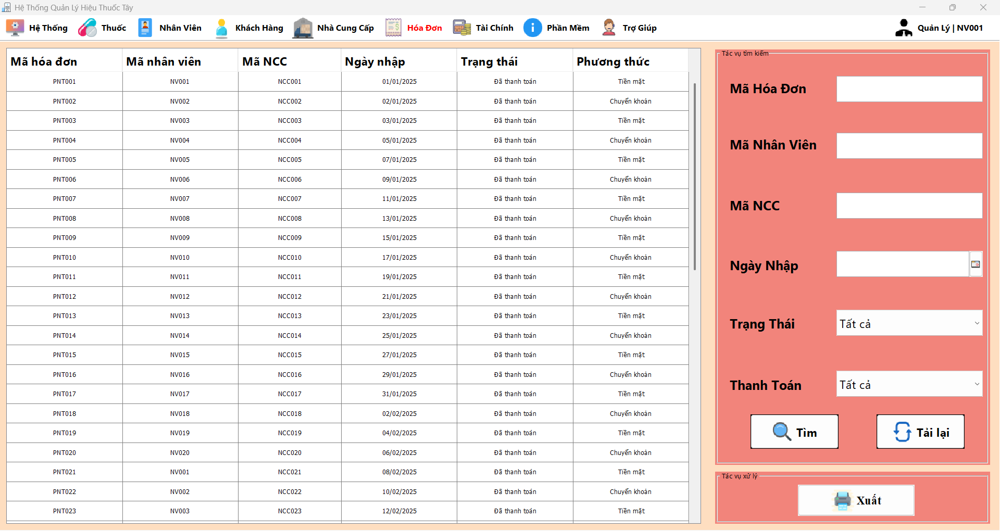 Hệ Thống Quản Lý Hiệu Thuốc Tây
Hệ Thống Thuốc Nhân Viên Khách Hàng Nhà Cung Cấp Hóa Đơn Tài Chính Phần Mềm Trợ Giúp Quản Lý | NV001
Mã hóa đơn Mã nhân viên Mã NCC Ngày nhập Trạng thái Phương thức
PNT001 NV001 NCC001 01/01/2025 Đã thanh toán Tiền mặt
PNT002 NV002 NCC002 02/01/2025 Đã thanh toán Chuyển khoản
PNT003 NV003 NCC003 03/01/2025 Đã thanh toán Tiền mặt
PNT004 NV004 NCC004 05/01/2025 Đã thanh toán Chuyển khoản
PNT005 NV005 NCC005 07/01/2025 Đã thanh toán Tiền mặt
PNT006 NV006 NCC006 09/01/2025 Đã thanh toán Chuyển khoản
PNT007 NV007 NCC007 11/01/2025 Đã thanh toán Tiền mặt
PNT008 NV008 NCC008 13/01/2025 Đã thanh toán Chuyển khoản
PNT009 NV009 NCC009 15/01/2025 Đã thanh toán Tiền mặt
PNT010 NV010 NCC010 17/01/2025 Đã thanh toán Chuyển khoản
PNT011 NV011 NCC011 19/01/2025 Đã thanh toán Tiền mặt
PNT012 NV012 NCC012 21/01/2025 Đã thanh toán Chuyển khoản
PNT013 NV013 NCC013 23/01/2025 Đã thanh toán Tiền mặt
PNT014 NV014 NCC014 25/01/2025 Đã thanh toán Chuyển khoản
PNT015 NV015 NCC015 27/01/2025 Đã thanh toán Tiền mặt
PNT016 NV016 NCC016 29/01/2025 Đã thanh toán Chuyển khoản
PNT017 NV017 NCC017 31/01/2025 Đã thanh toán Tiền mặt
PNT018 NV018 NCC018 02/02/2025 Đã thanh toán Chuyển khoản
PNT019 NV019 NCC019 04/02/2025 Đã thanh toán Tiền mặt
PNT020 NV020 NCC020 06/02/2025 Đã thanh toán Chuyển khoản
PNT021 NV001 NCC021 08/02/2025 Đã thanh toán Tiền mặt
PNT022 NV002 NCC022 10/02/2025 Đã thanh toán Chuyển khoản
PNT023 NV003 NCC023 12/02/2025 Đã thanh toán Tiền mặt
Tác vụ tìm kiếm
Mã Hóa Đơn
Mã Nhân Viên
Mã NCC
Ngày Nhập
Trạng Thái Tất cả
Thanh Toán Tất cả
Tìm Tải lại
Tác vụ xử lý
Xuất